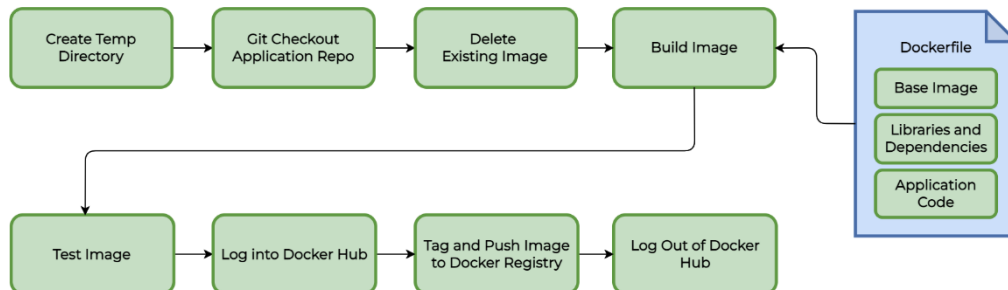 Create Temp
Directory
Git Checkout
Application Repo
Delete
Existing Image
Build Image
Dockerfile
Base Image
Libraries and
Dependencies
Application
Code
Test Image
Log into Docker Hub
Tag and Push Image
to Docker Registry
Log Out of Docker
Hub